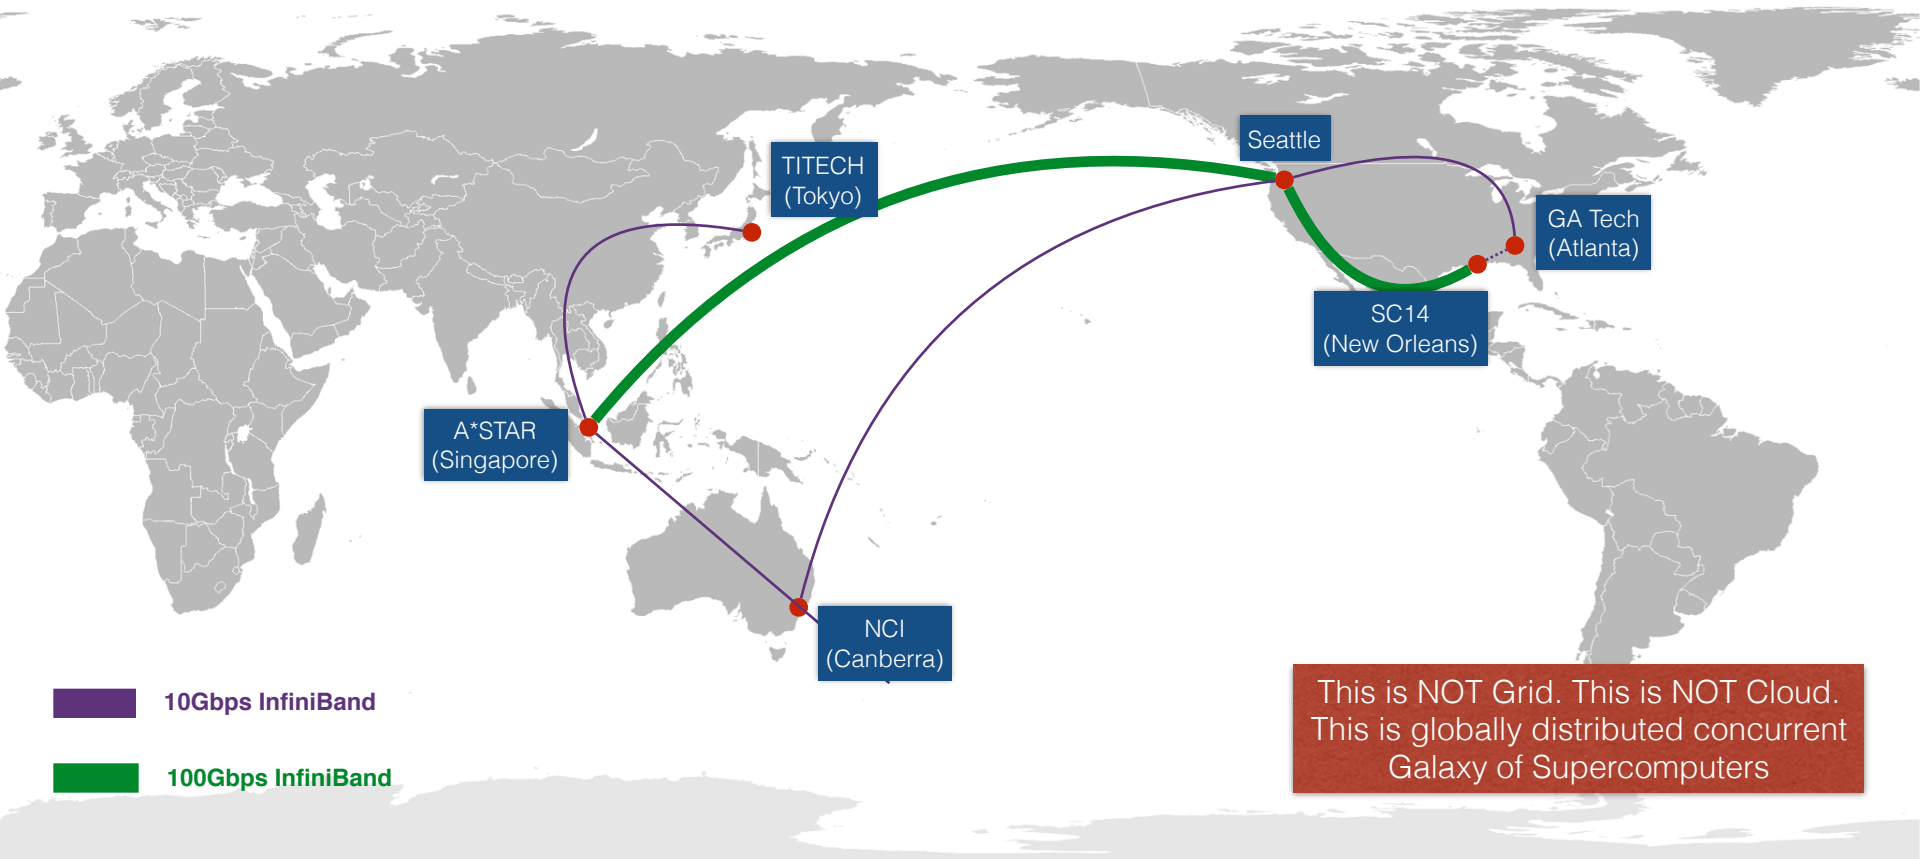 Seattle
TITECH
(Tokyo)
GA Tech
(Atlanta)
SC14
(New Orleans)
A*STAR
(Singapore)
NCI
(Canberra)
10Gbps InfiniBand
100Gbps InfiniBand
This is NOT Grid. This is NOT Cloud.
This is globally distributed concurrent
Galaxy of Supercomputers